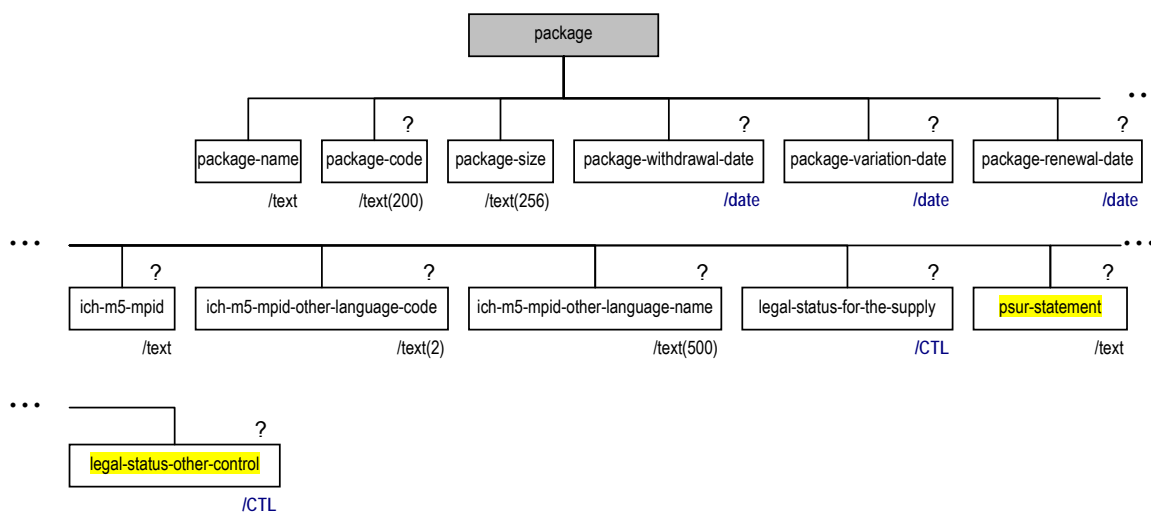 package
...
? ? ? ? ?
package-name package-code package-size package-withdrawal-date package-variation-date package-renewal-date
/text /text(200) /text(256) /date /date /date
... ...
? ? ? ? ?
ich-m5-mpid ich-m5-mpid-other-language-code ich-m5-mpid-other-language-name legal-status-for-the-supply psur-statement
/text /text(2) /text(500) /CTL /text
...
?
legal-status-other-control
/CTL